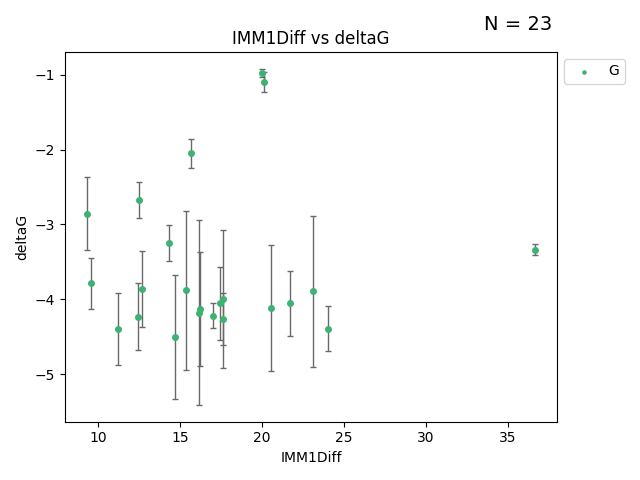 N = 23
IMM1Diff vs deltaG
G
−1
−2
−3
−4
−5
deltaG
10 15 20 25 30 35
IMM1Diff